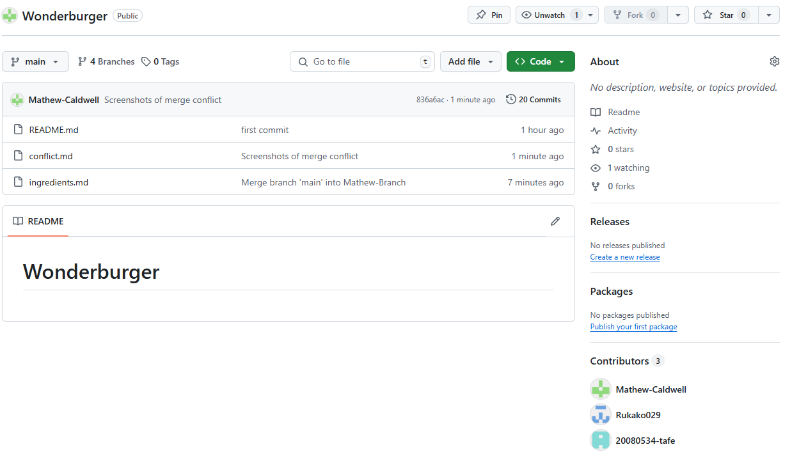 Wonderburger Public Pin Unwatch 1 Fork 0 Star 0
main 4 Branches 0 Tags Go to file t Add file Code
Mathew-Caldwell Screenshots of merge conflict 836a6ac · 1 minute ago 20 Commits
README.md first commit 1 hour ago
conflict.md Screenshots of merge conflict 1 minute ago
ingredients.md Merge branch 'main' into Mathew-Branch 7 minutes ago
README
Wonderburger
About
No description, website, or topics provided.
Readme
Activity
0 stars
1 watching
0 forks
Releases
No releases published
Create a new release
Packages
No packages published
Publish your first package
Contributors 3
Mathew-Caldwell
Rukako029
20080534-tafe